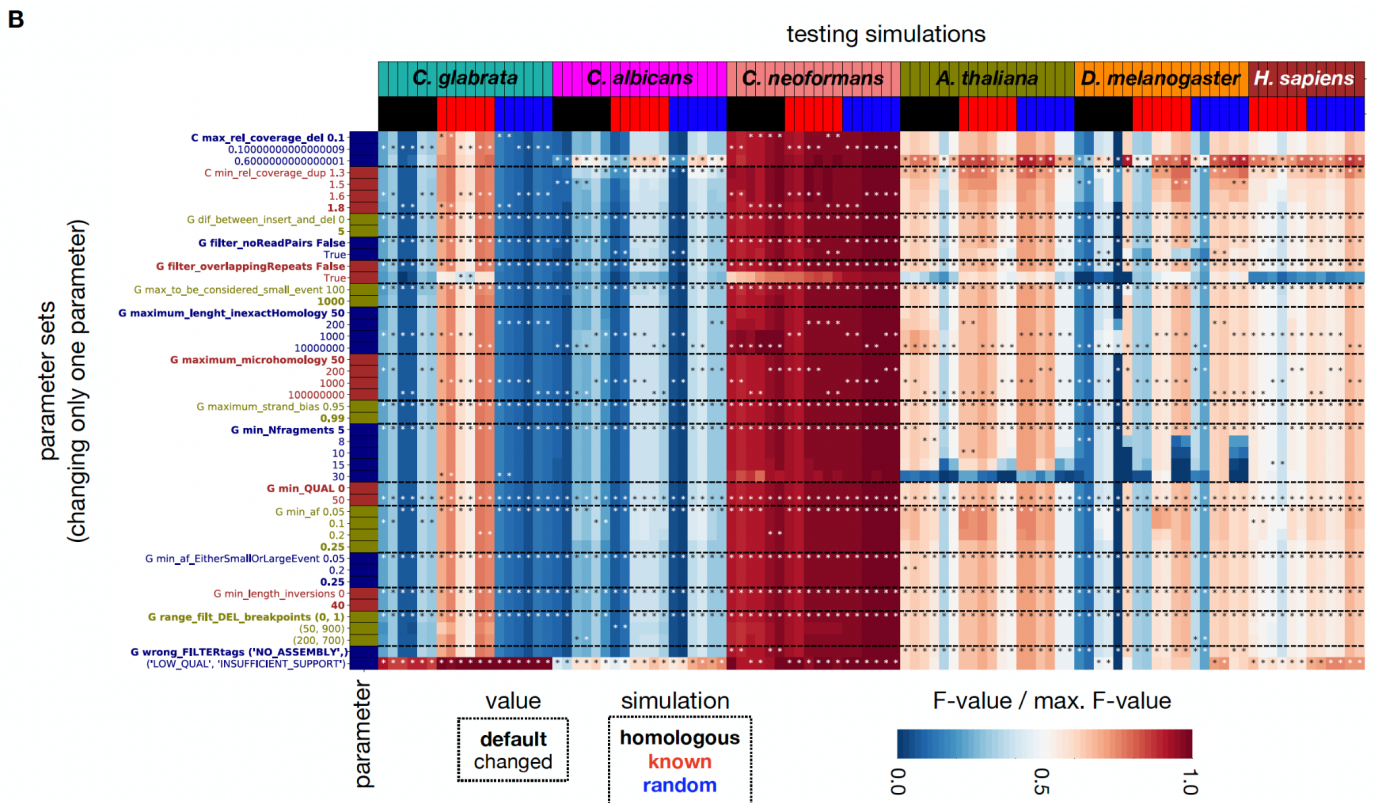 B
testing simulations
C. glabrata C. albicans C. neoformans A. thaliana D. melanogaster H. sapiens
parameter sets
(changing only one parameter)
C max_rel_coverage_del 0.1
0.1000000000000009
0.6000000000000001
C min_rel_coverage_dup 1.3
1.5
1.6
1.8
G dif_between_insert_and_del 0
5
G filter_noReadPairs False
True
G filter_overlappingRepeats False
True
G max_to_be_considered_small_event 100
1000
G maximum_lenght_inexactHomology 50
200
1000
10000000
G maximum_microhomology 50
200
1000
100000000
G maximum_strand_bias 0.95
0.99
G min_Nfragments 5
8
10
15
30
G min_QUAL 0
50
G min_af 0.05
0.1
0.2
0.25
G min_af_EitherSmallOrLargeEvent 0.05
0.2
0.25
G min_length_inversions 0
40
G range_filt_DEL_breakpoints (0, 1)
(50, 900)
(200, 700)
G wrong_FILTERtags ('NO_ASSEMBLY',)
('LOW_QUAL', 'INSUFFICIENT_SUPPORT')
parameter
value
default
changed
simulation
homologous
known
random
F-value / max. F-value
0.0
0.5
1.0